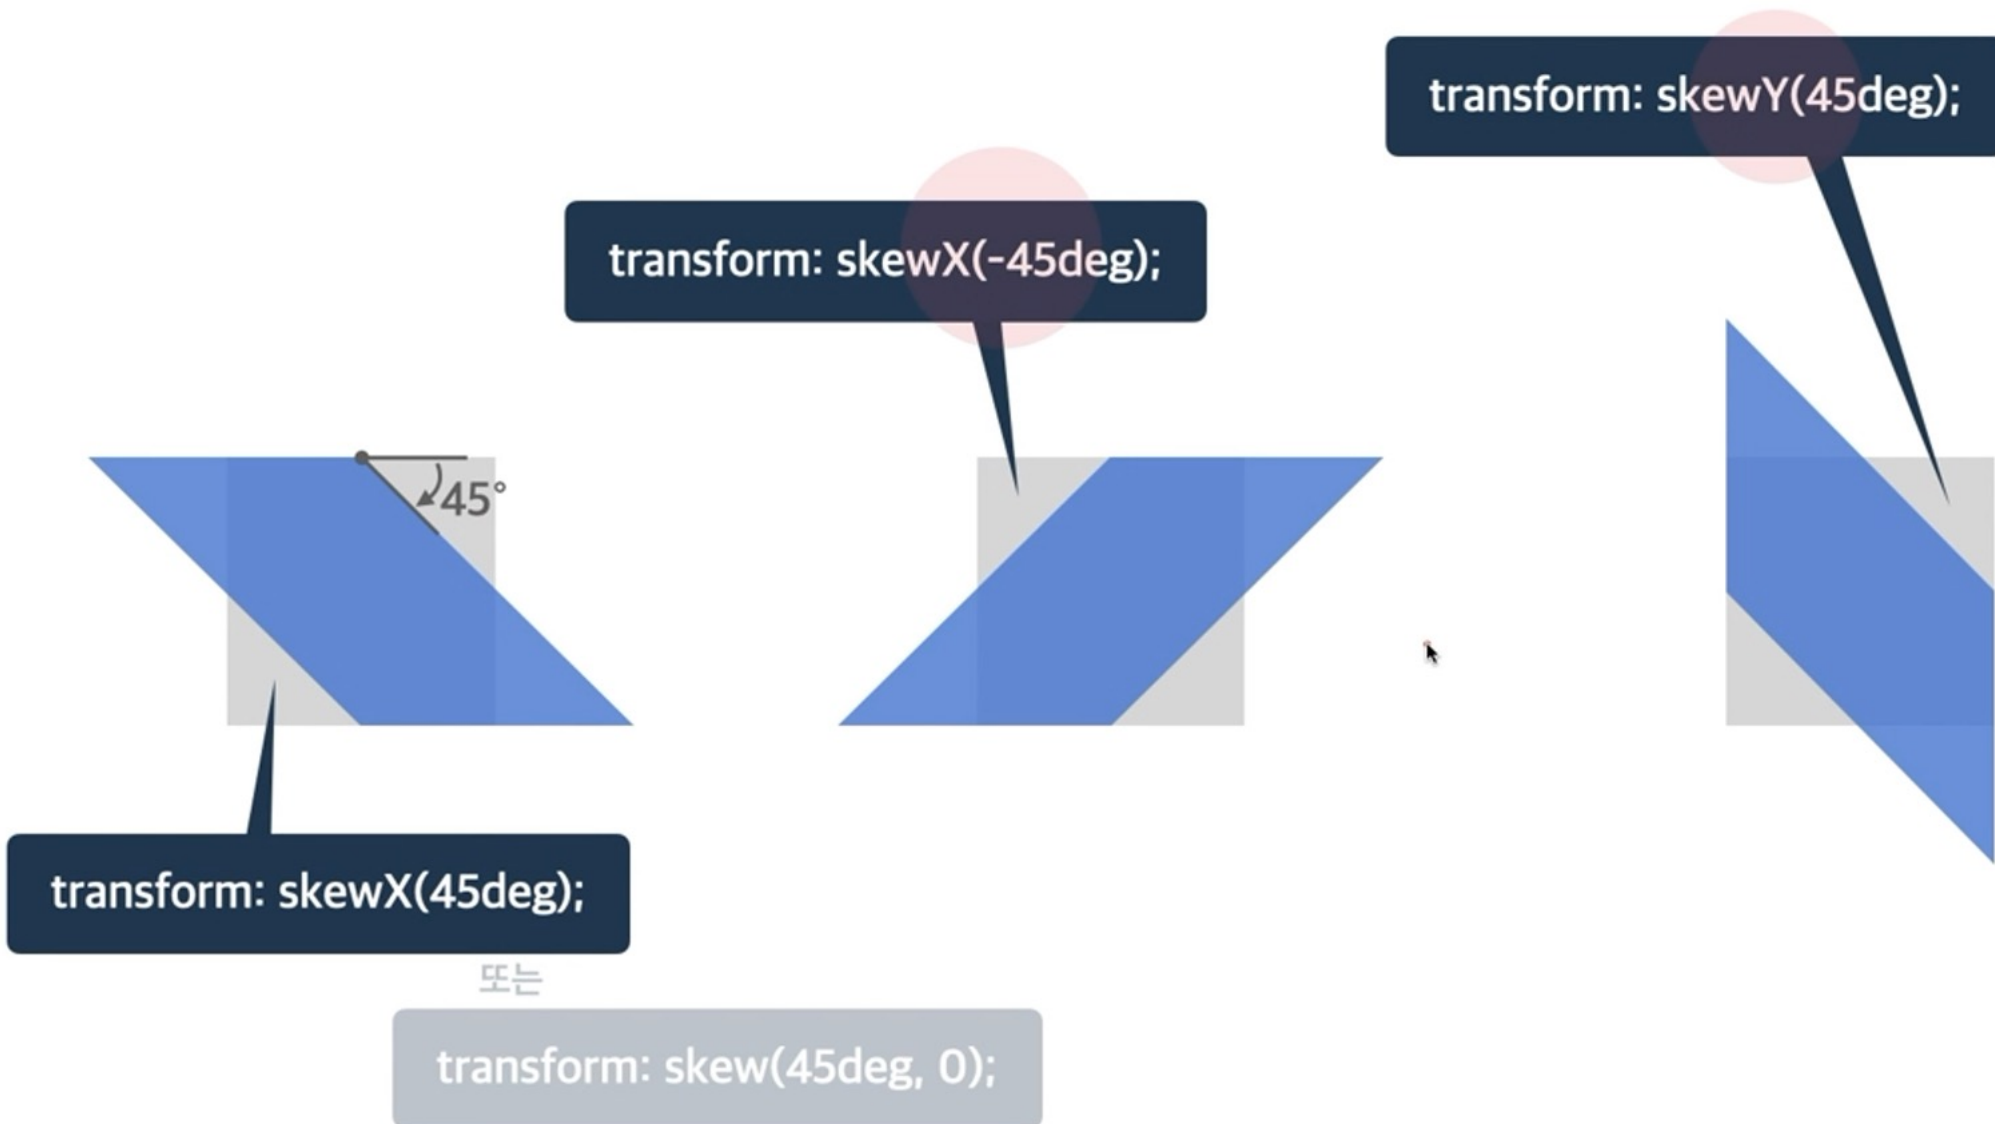 transform: skewY(45deg);
transform: skewX(-45deg);
45°
transform: skewX(45deg);
또는
transform: skew(45deg, 0);